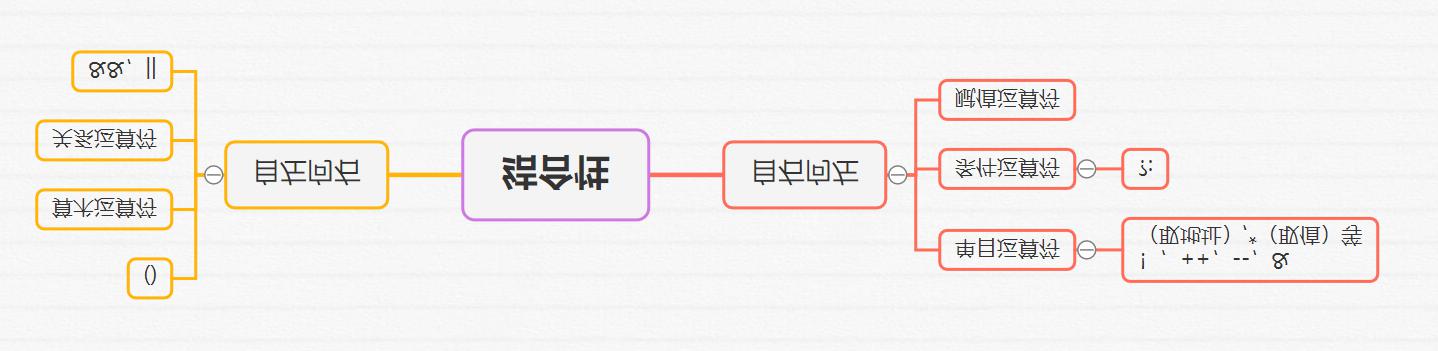 结合性
自右向左
单目运算符
！，++，--，&
（取地址）,*（取值）等
条件运算符
?:
赋值运算符
自左向右
()
算术运算符
关系运算符
&&，||